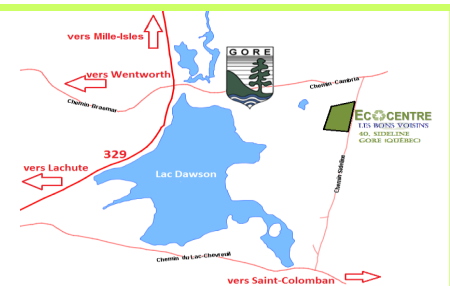 vers Mille-Isles
GORE
vers Wentworth
Chemin-Cambria
Chemin-Braemar
ECOCENTRE
LES BONS VOISINS
40, SIDELINE
GORE (QUÉBEC)
329
vers Lachute
Lac Dawson
Chemin Sideline
Chemin du Lac-Chevreuil
vers Saint-Colomban